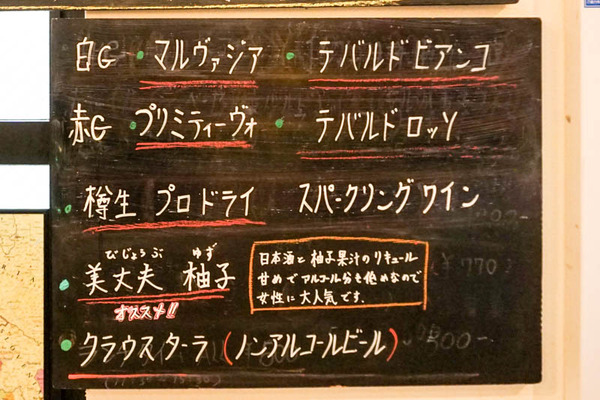 白G ・マルヴァジア ・テバルドビアンコ
赤G ・プリミティーヴォ ・テバルドロッソ
・樽生 プロドライ スパークリングワイン
びじょうぶ ゆず
・美丈夫 柚子
オススメ!!
日本酒と柚子果汁のリキュール
甘めでアルコール分も低めなので
女性に大人気です。
・クラウスターラ(ノンアルコールビール)